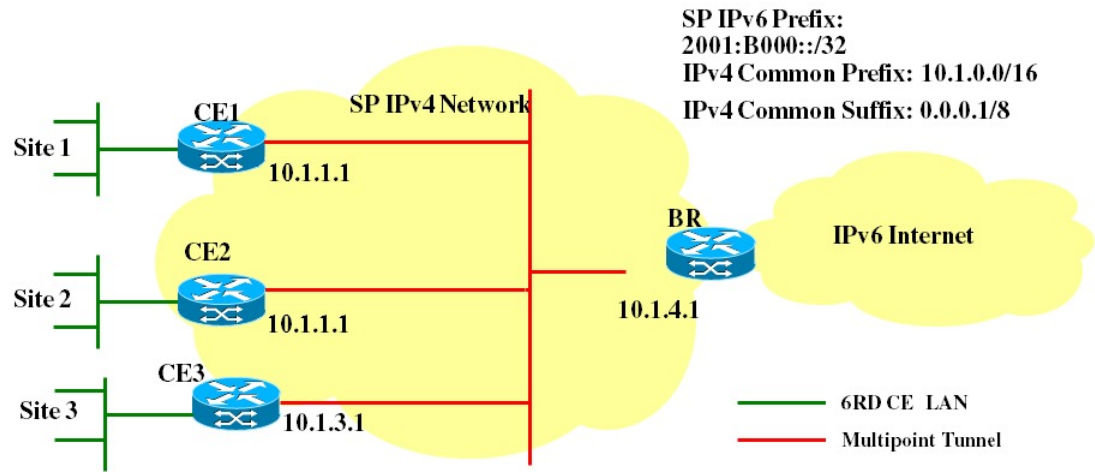 SP IPv6 Prefix:
2001:B000::/32
IPv4 Common Prefix: 10.1.0.0/16
IPv4 Common Suffix: 0.0.0.1/8
SP IPv4 Network
CE1
Site 1
10.1.1.1
BR
IPv6 Internet
CE2
Site 2
10.1.1.1
10.1.4.1
CE3
Site 3
10.1.3.1
6RD CE LAN
Multipoint Tunnel